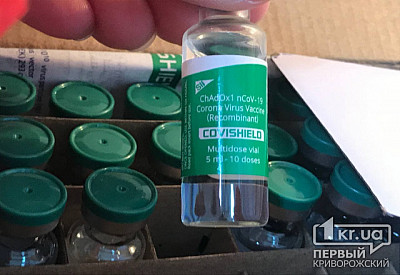 ChAdOx1 nCoV-19
Corona Virus Vaccine
(Recombinant)
COVISHIELD
Multidose vial
5 ml - 10 doses
1kr.ua
ПЕРВЫЙ
КРИВОРОЖСКИЙ